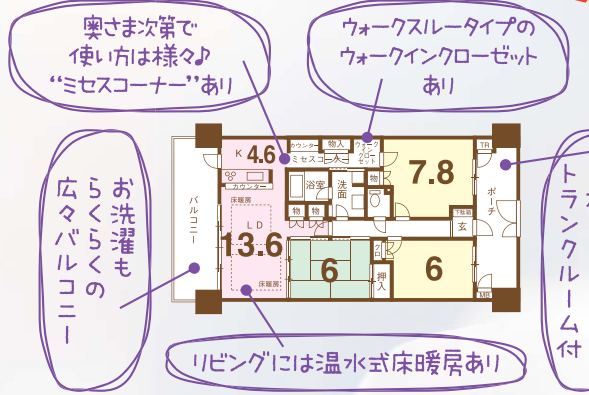 奥さま次第で
使い方は様々♪
“ミセスコーナー”あり
ウォークスルータイプの
ウォークインクローゼット
あり
お洗濯も
らくらくの
広々バルコニー
トランクルーム付
リビングには温水式床暖房あり
バルコニー
K 4.6
カウンター
床暖房
LD
13.6
床暖房
カウンター
物入
ミセスコーナー
ウォーク
イン
クロー
ゼット
浴室
洗面
物
物
物
7.8
下駄箱
玄
TR
ポーチ
MB
6
押入
クロ
6